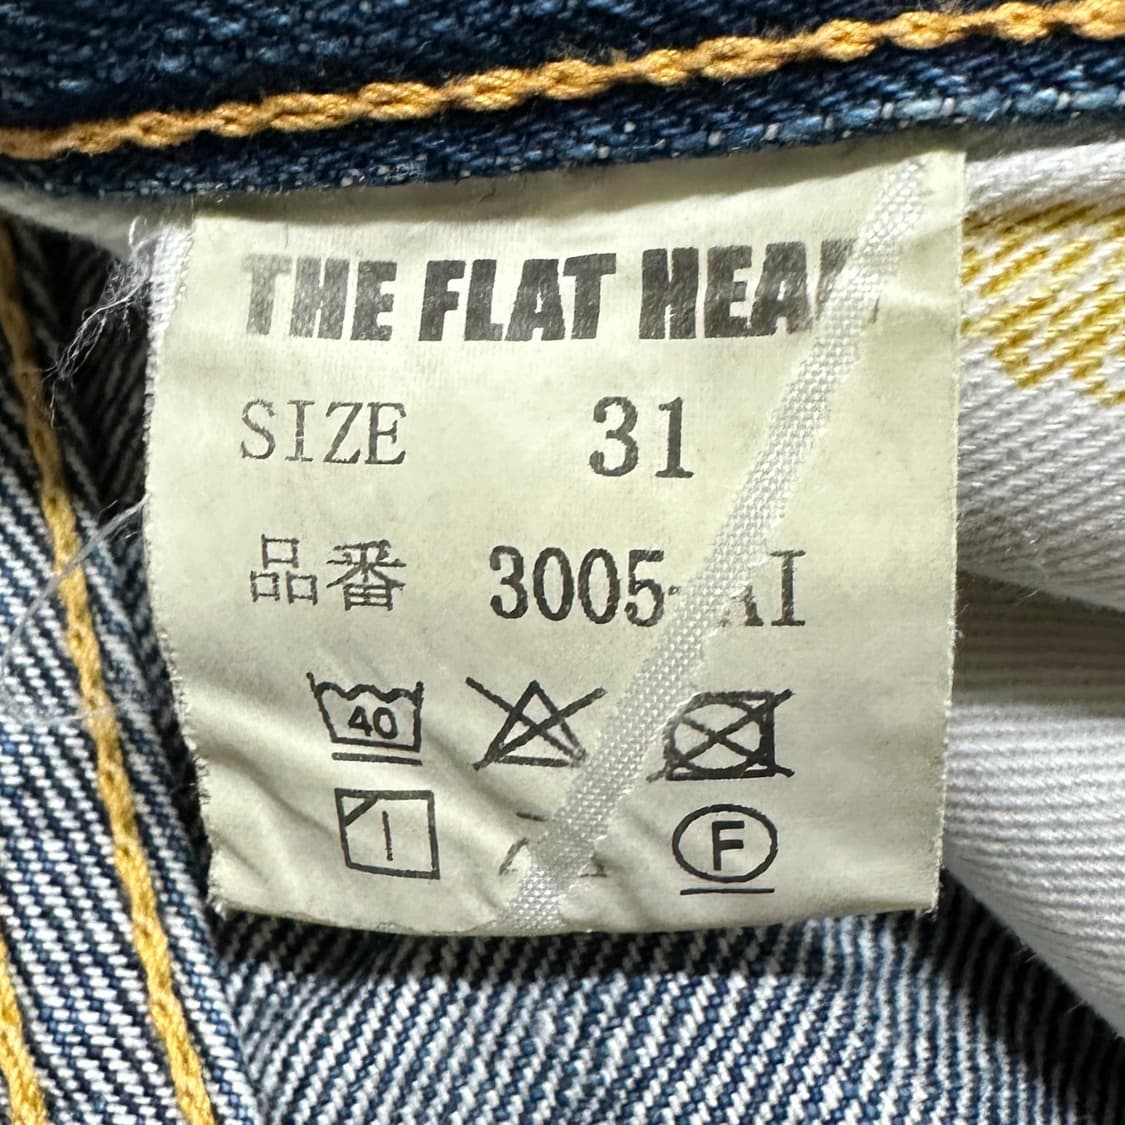 THE FLAT HEA
SIZE 31
品番 3005
40
F